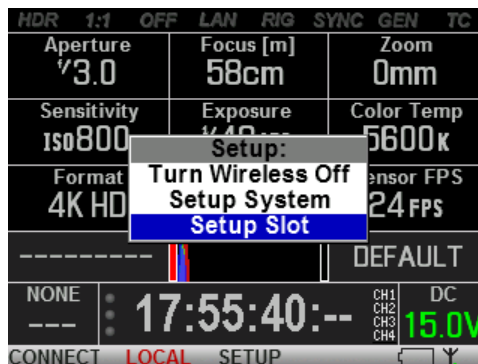 HDR 1:1 OFF LAN RIG SYNC GEN TC
Aperture Focus [m] Zoom
f/3.0 58cm 0mm
Sensitivity Exposure Color Temp
ISO800 5600K
Setup:
Turn Wireless Off
Setup System
Setup Slot
Format FPS
4K HD 24 FPS
--------- DEFAULT
NONE CH1 DC
--- 17:55:40:-- CH2 15.0V
CH3
CH4
CONNECT LOCAL SETUP